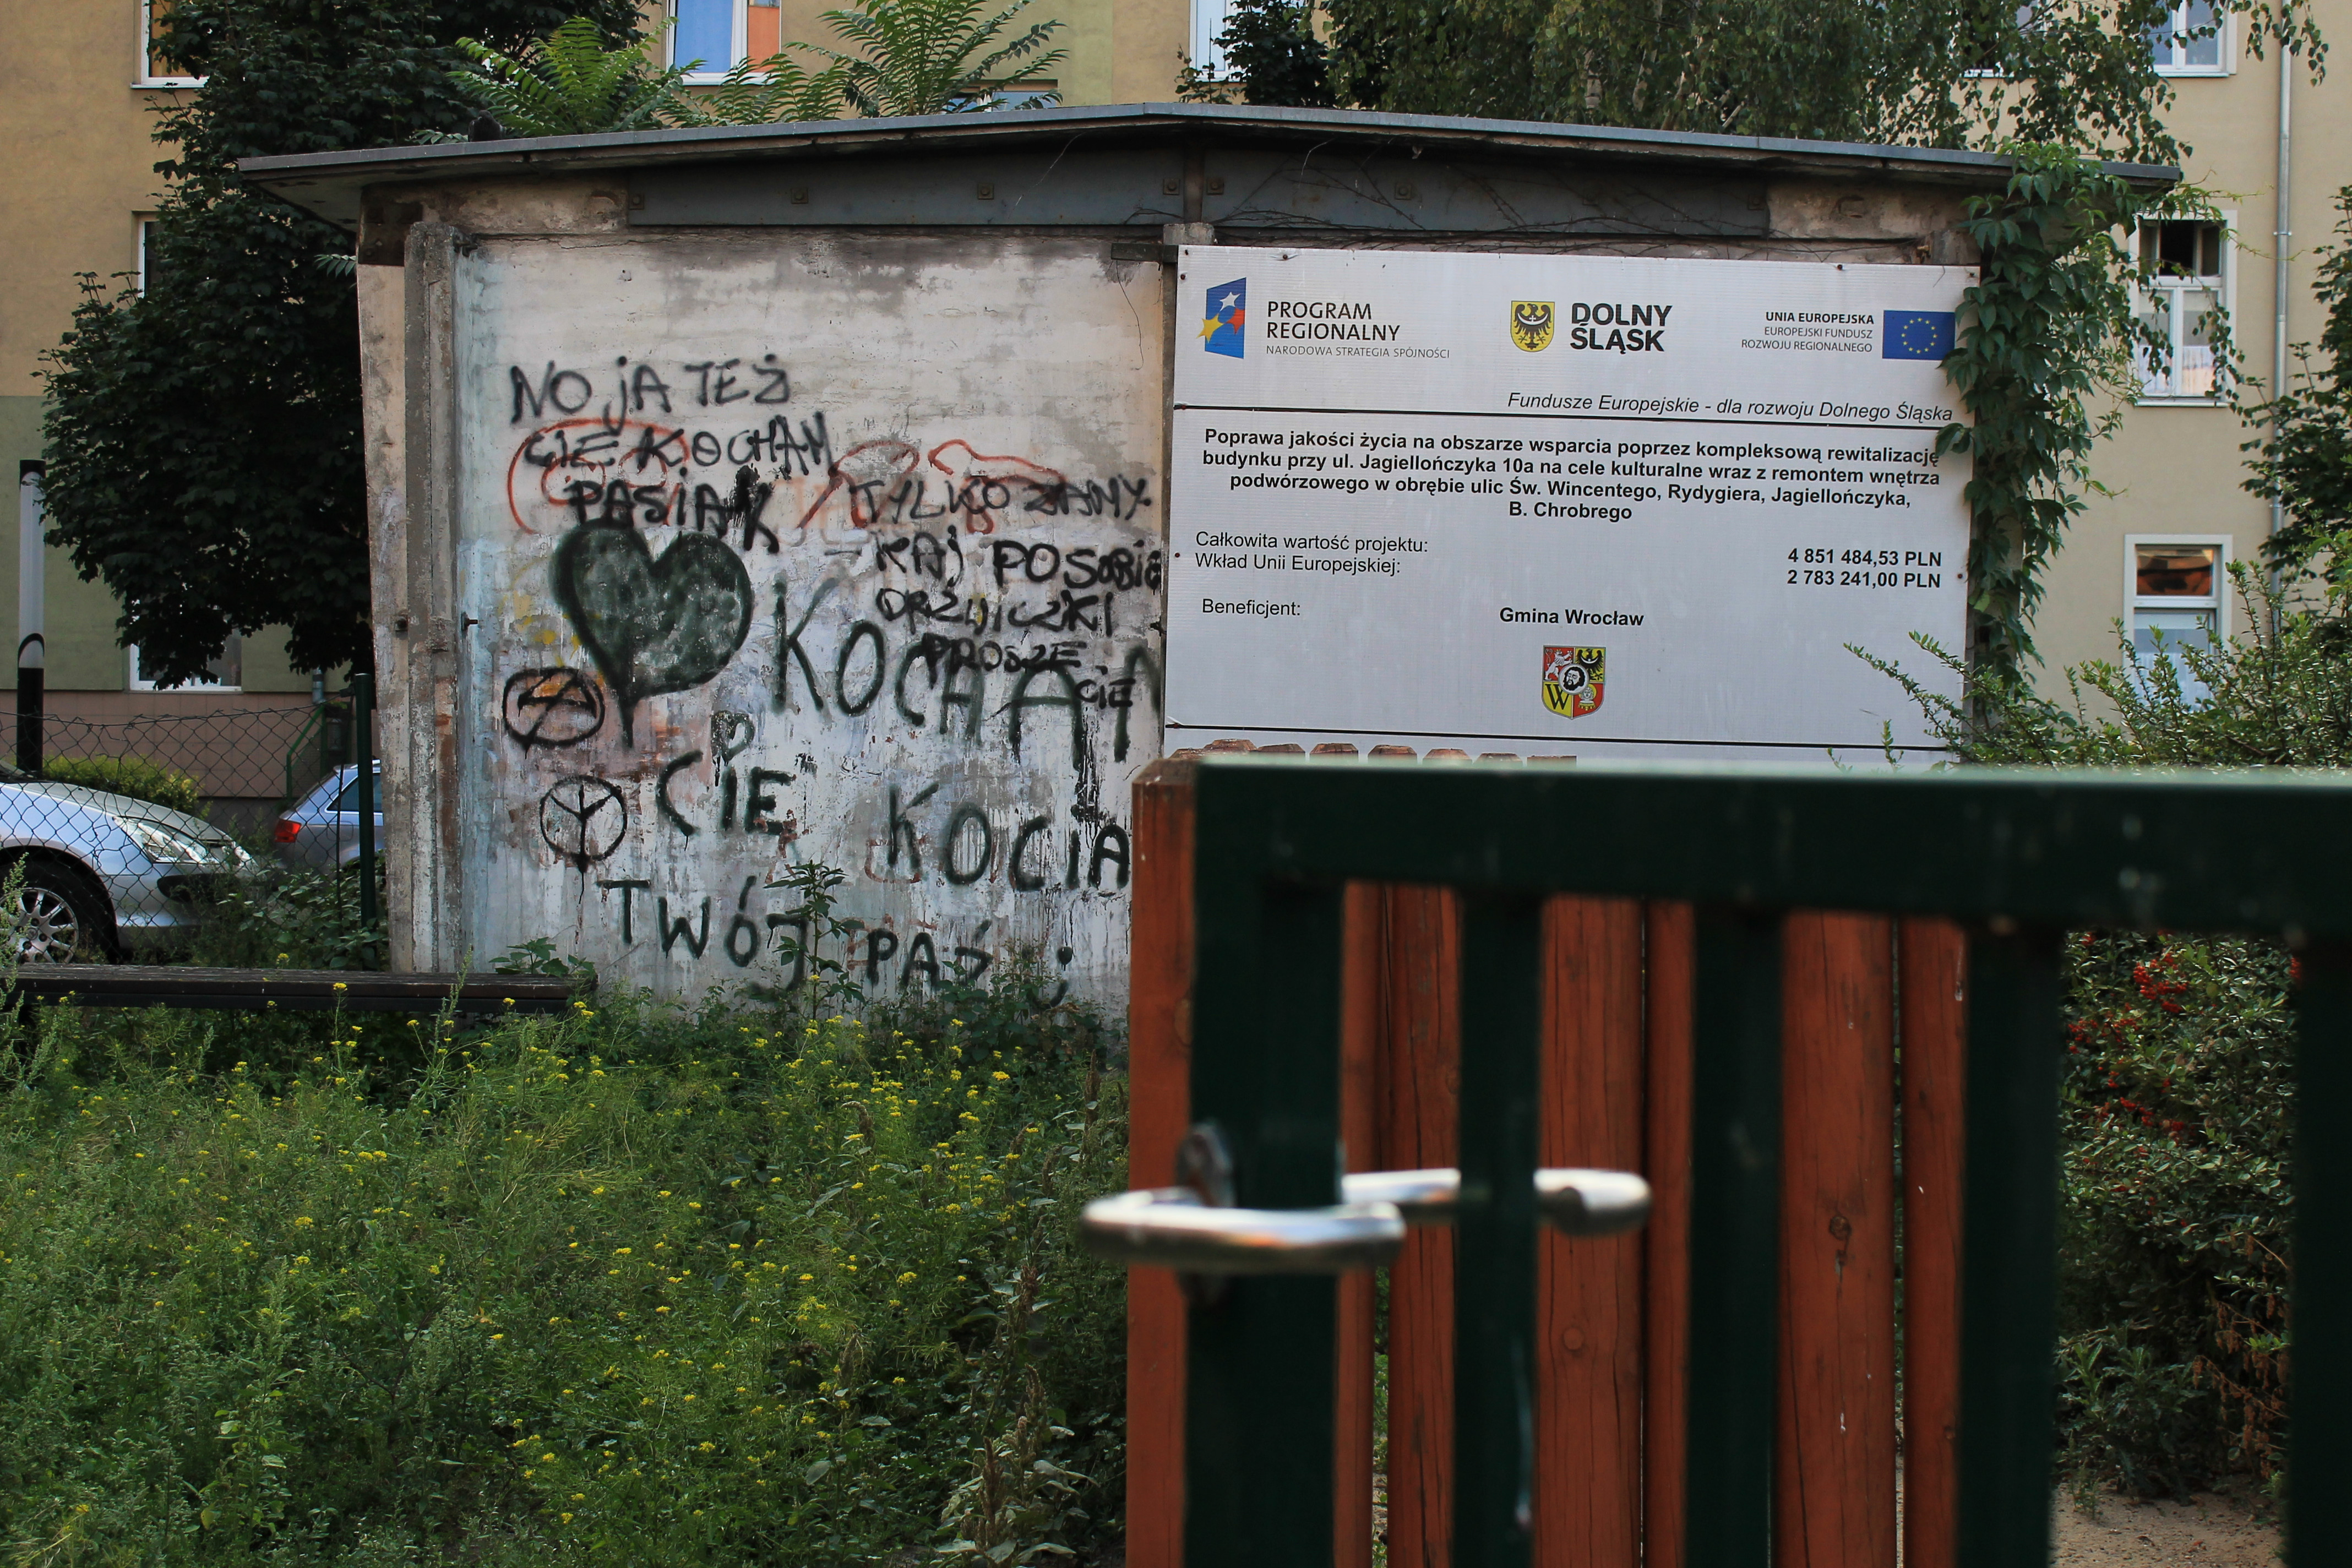 NO JA TEŻ
CIE KOCHAM
PASIAK
TYLKO ZAMY-
KAJ PO SOBIE
DRZWICZKI
PROSZE
CIE
KOCHAM
CIE
KOCIA
TWÓJ PAŚ
PROGRAM
REGIONALNY
NARODOWA STRATEGIA SPÓJNOŚCI
DOLNY
ŚLĄSK
UNIA EUROPEJSKA
EUROPEJSKI FUNDUSZ
ROZWOJU REGIONALNEGO
Fundusze Europejskie - dla rozwoju Dolnego Śląska
Poprawa jakości życia na obszarze wsparcia poprzez kompleksową rewitalizację
budynku przy ul. Jagiellończyka 10a na cele kulturalne wraz z remontem wnętrza
podwórzowego w obrębie ulic Św. Wincentego, Rydygiera, Jagiellończyka,
B. Chrobrego
Całkowita wartość projektu: 4 851 484,53 PLN
Wkład Unii Europejskiej: 2 783 241,00 PLN
Beneficjent: Gmina Wrocław
W